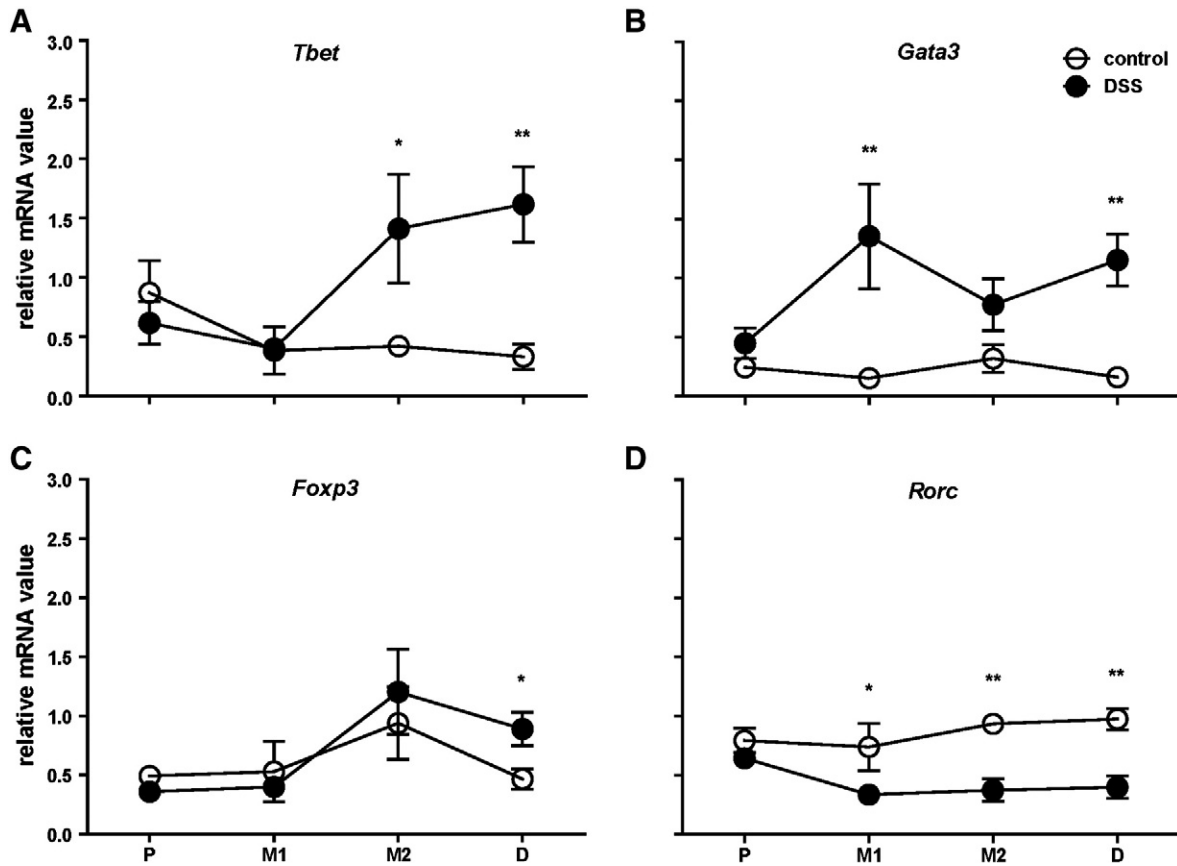 A
Tbet
3.0
2.5
2.0
1.5
1.0
0.5
0.0
relative mRNA value
*
**
B
Gata3
control
DSS
**
**
C
Foxp3
3.0
2.5
2.0
1.5
1.0
0.5
0.0
relative mRNA value
*
P M1 M2 D
D
Rorc
*
**
**
P M1 M2 D